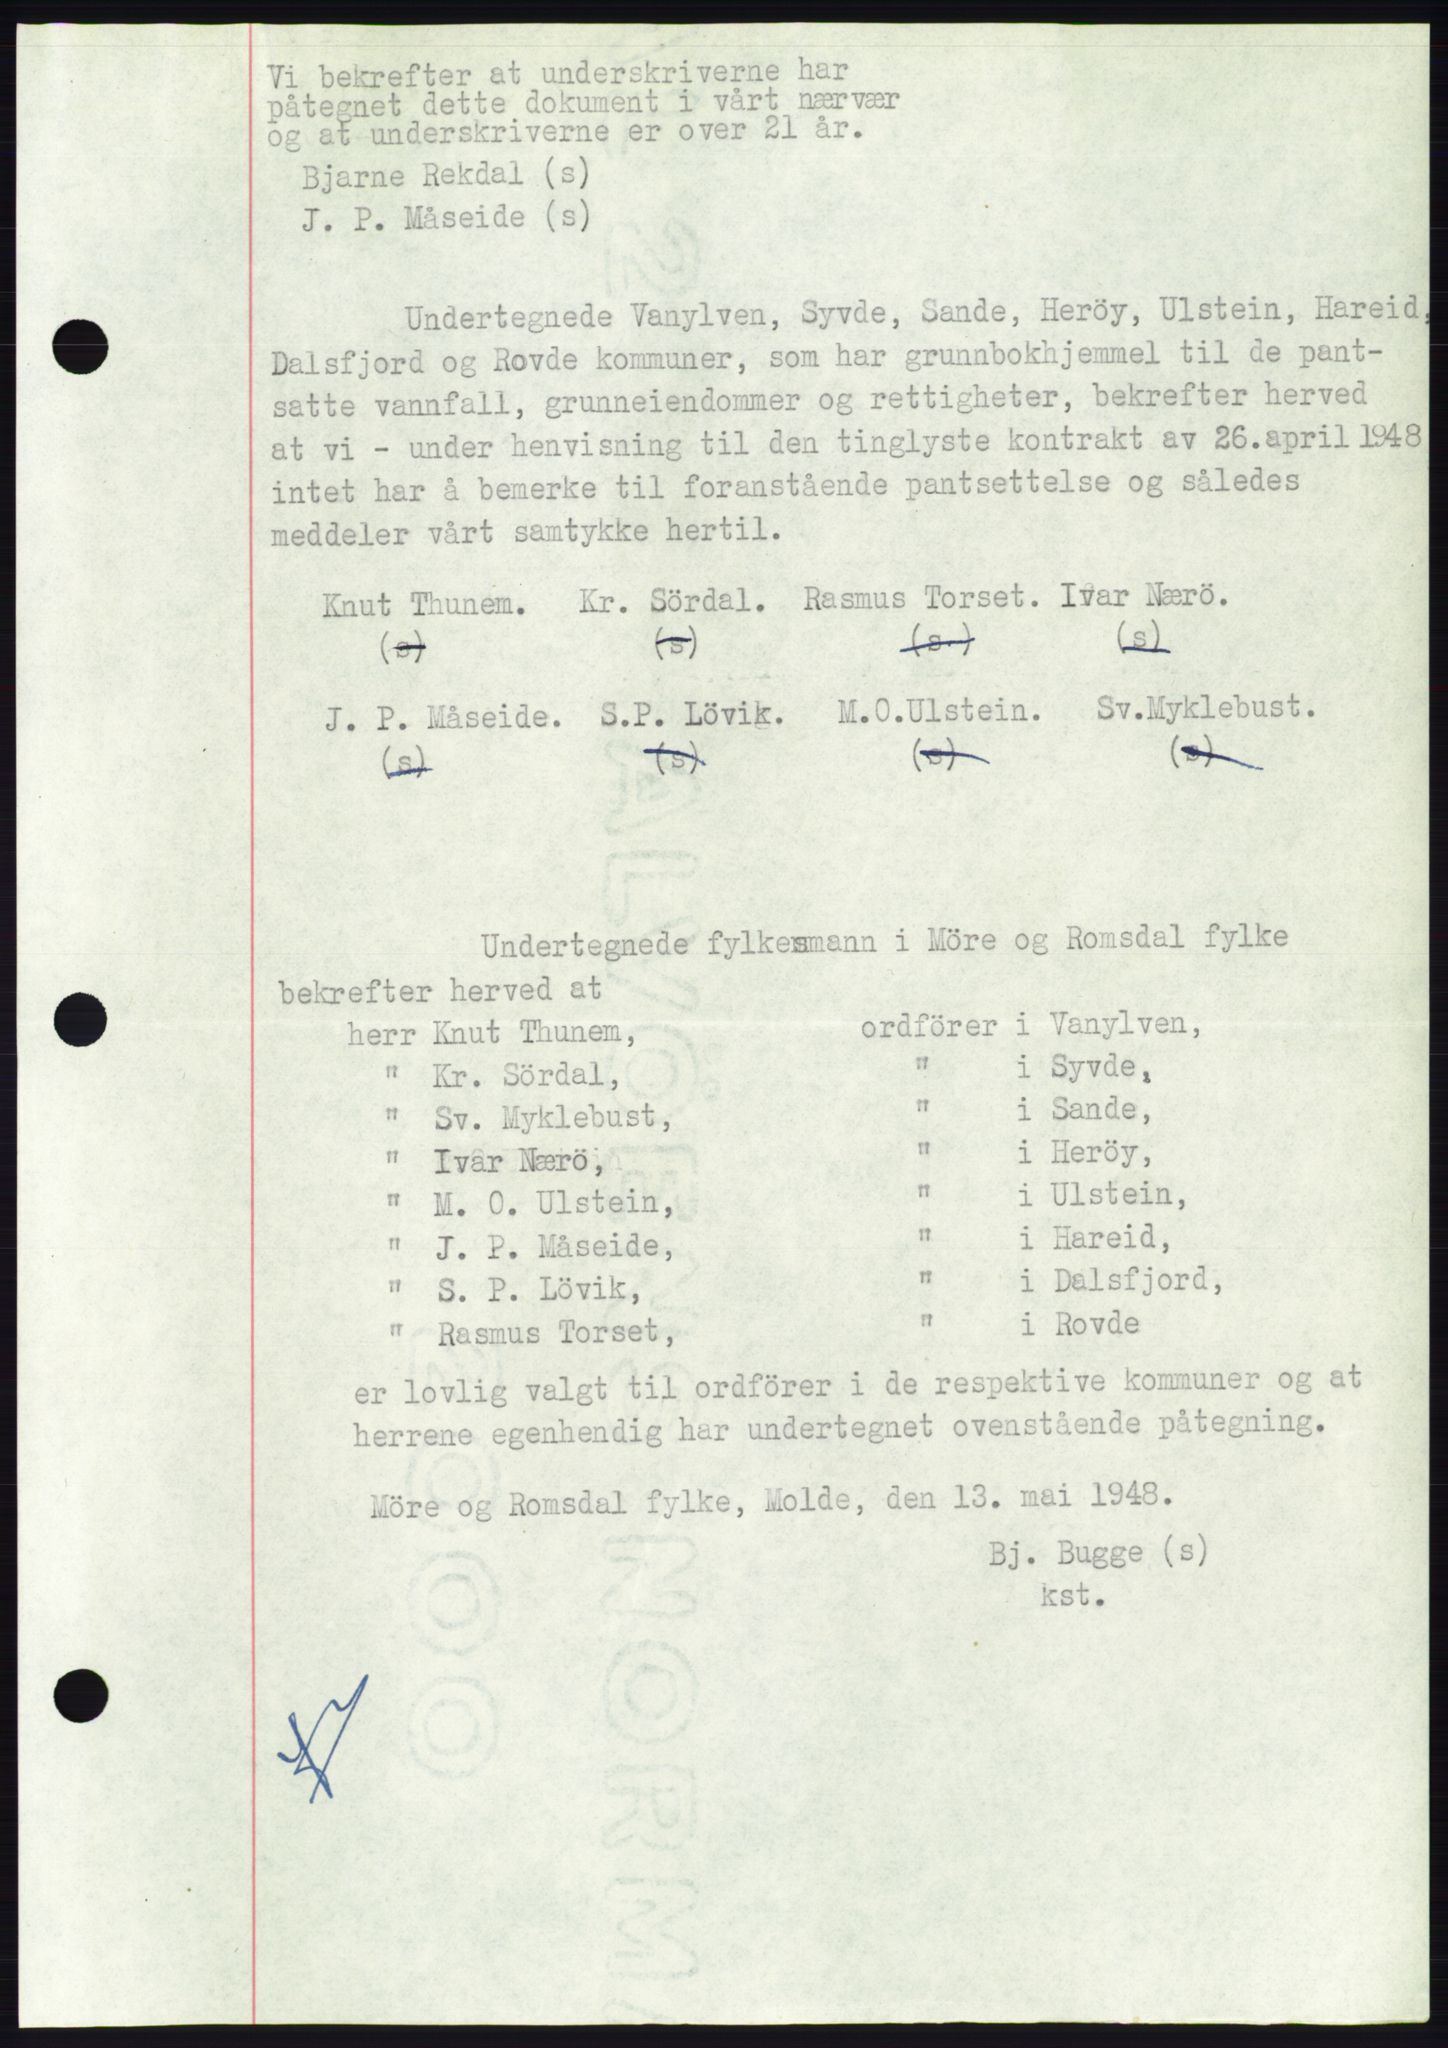 Vi bekrefter at underskriverne har
påtegnet dette dokument i vårt nærvær
og at underskriverne er over 21 år.
Bjarne Rekdal (s)
J. P. Måseide (s)
Undertegnede Vanylven, Syvde, Sande, Heröy, Ulstein, Hareid,
Dalsfjord og Rovde kommuner, som har grunnbokhjemmel til de pant-
satte vannfall, grunneiendommer og rettigheter, bekrefter herved
at vi - under henvisning til den tinglyste kontrakt av 26.april 1948
intet har å bemerke til foranstående pantsettelse og således
meddeler vårt samtykke hertil.
Knut Thunem. Kr. Sördal. Rasmus Torset. Ivar Nærö.
(s) (s) (s.) (s)
J. P. Måseide. S.P. Lövik. M.O.Ulstein. Sv.Myklebust.
(s) (s) (s) (s)
Undertegnede fylkesmann i Möre og Romsdal fylke
bekrefter herved at
herr Knut Thunem, ordförer i Vanylven,
" Kr. Sördal, " i Syvde,
" Sv. Myklebust, " i Sande,
" Ivar Nærö, " i Heröy,
" M. O. Ulstein, " i Ulstein,
" J. P. Måseide, " i Hareid,
" S. P. Lövik, " i Dalsfjord,
" Rasmus Torset, " i Rovde
er lovlig valgt til ordförer i de respektive kommuner og at
herrene egenhendig har undertegnet ovenstående påtegning.
Möre og Romsdal fylke, Molde, den 13. mai 1948.
Bj. Bugge (s)
kst.